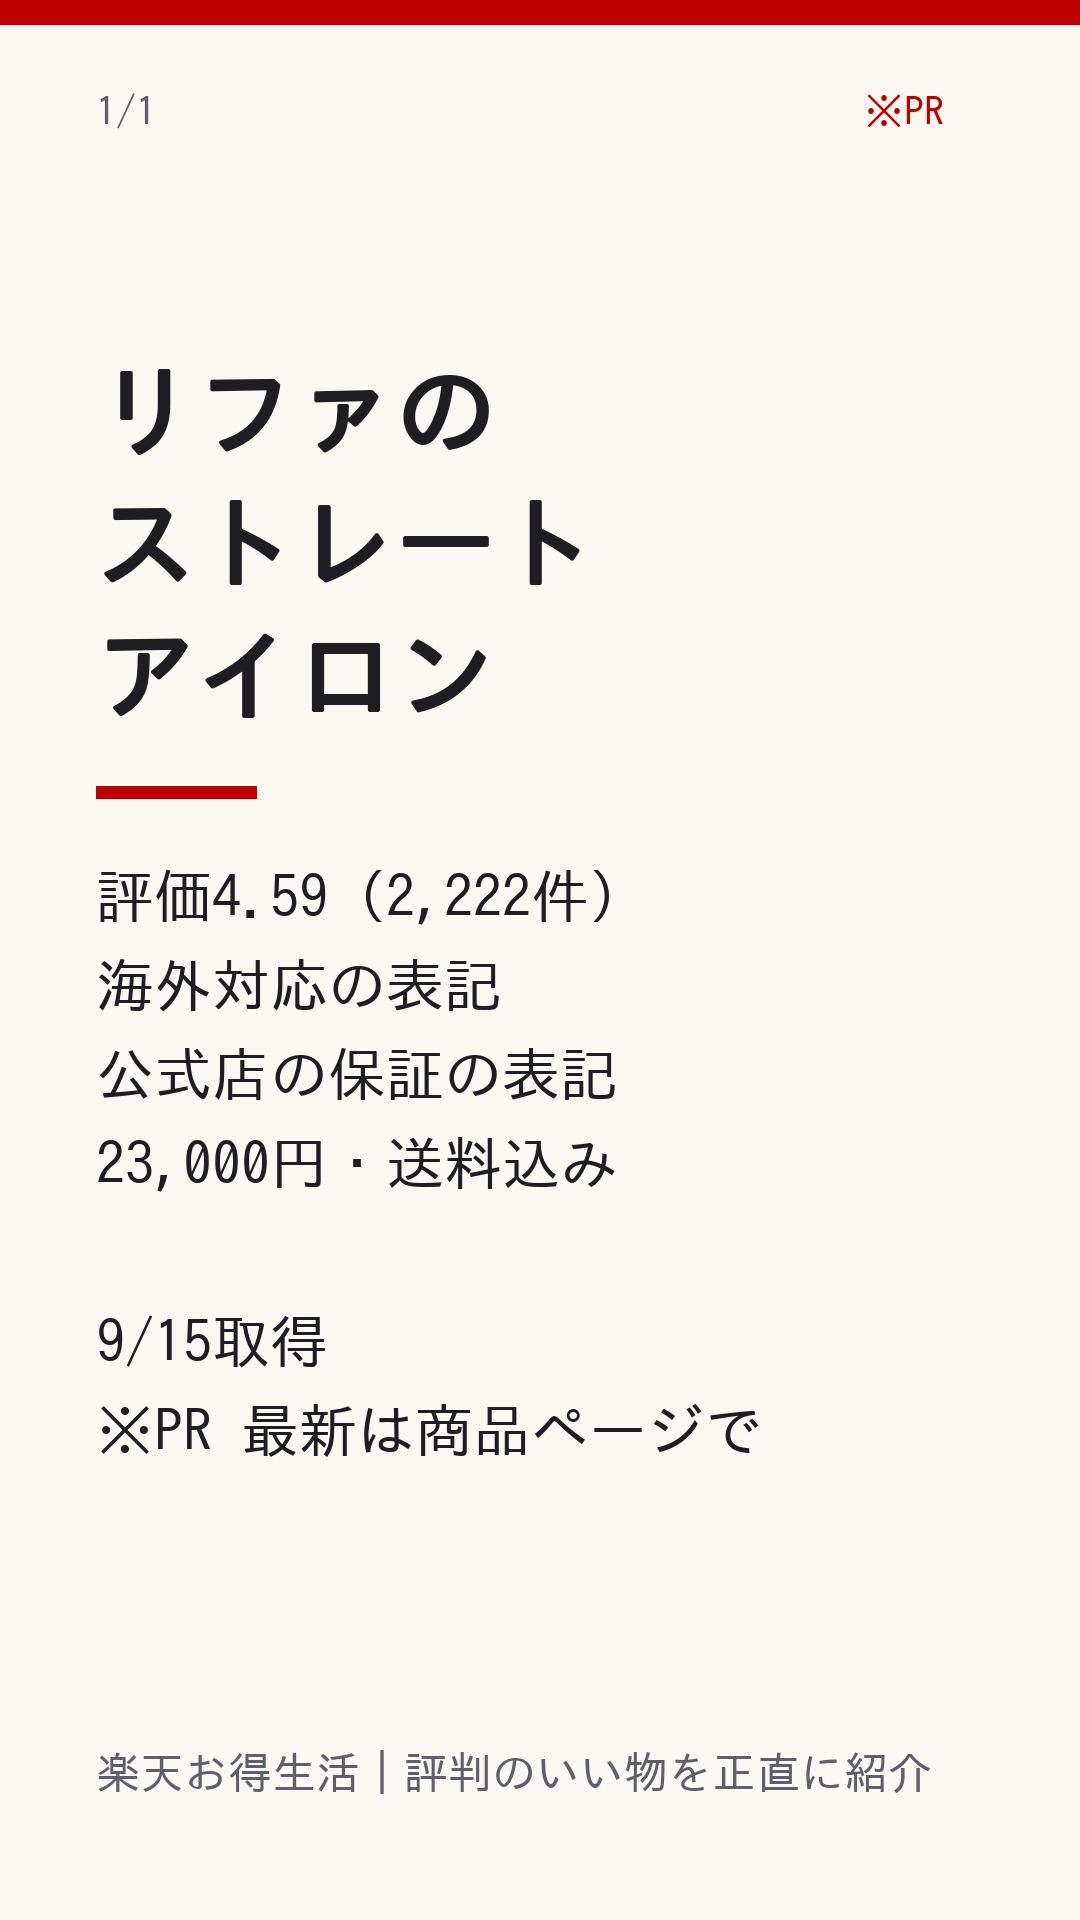 1/1
※PR
リファの
ストレート
アイロン
評価4.59（2,222件）
海外対応の表記
公式店の保証の表記
23,000円・送料込み
9/15取得
※PR 最新は商品ページで
楽天お得生活｜評判のいい物を正直に紹介